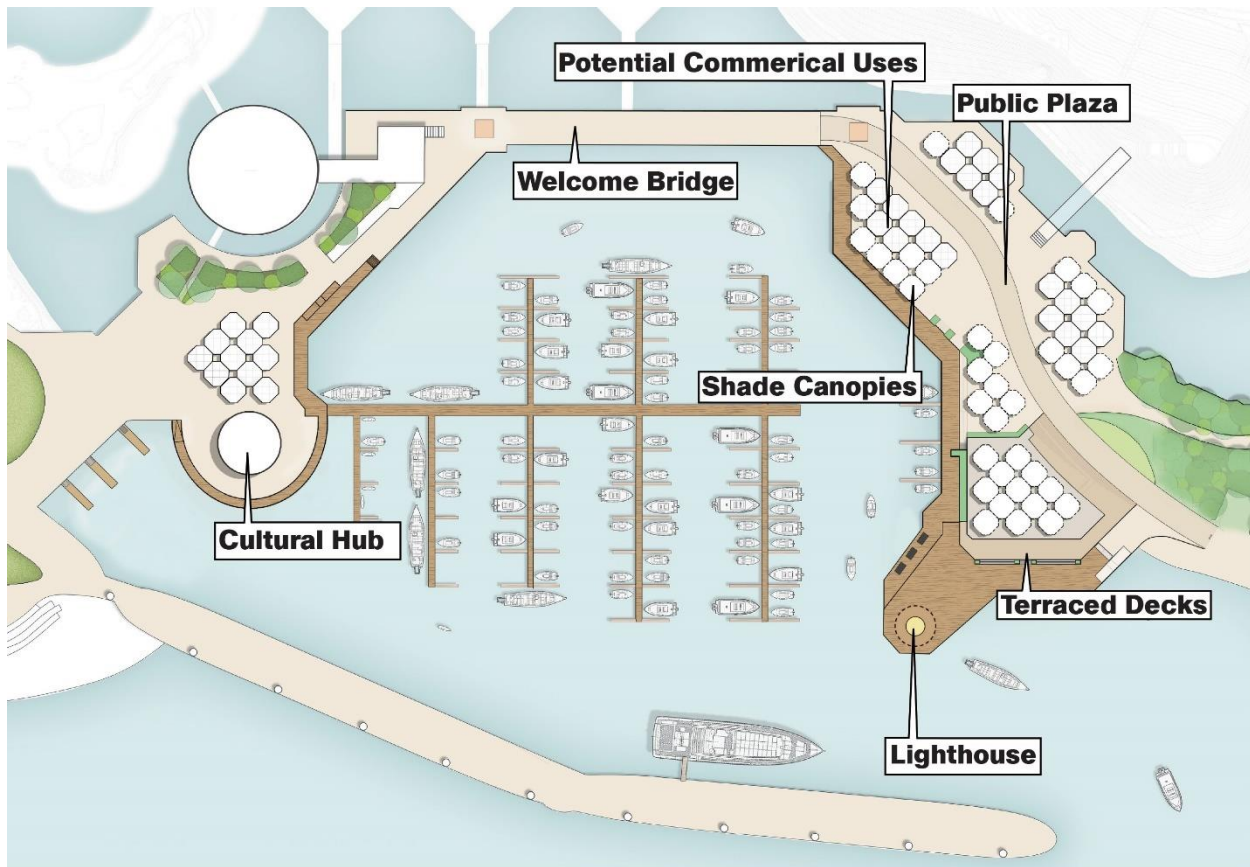 Potential Commerical Uses
Public Plaza
Welcome Bridge
Shade Canopies
Cultural Hub
Terraced Decks
Lighthouse